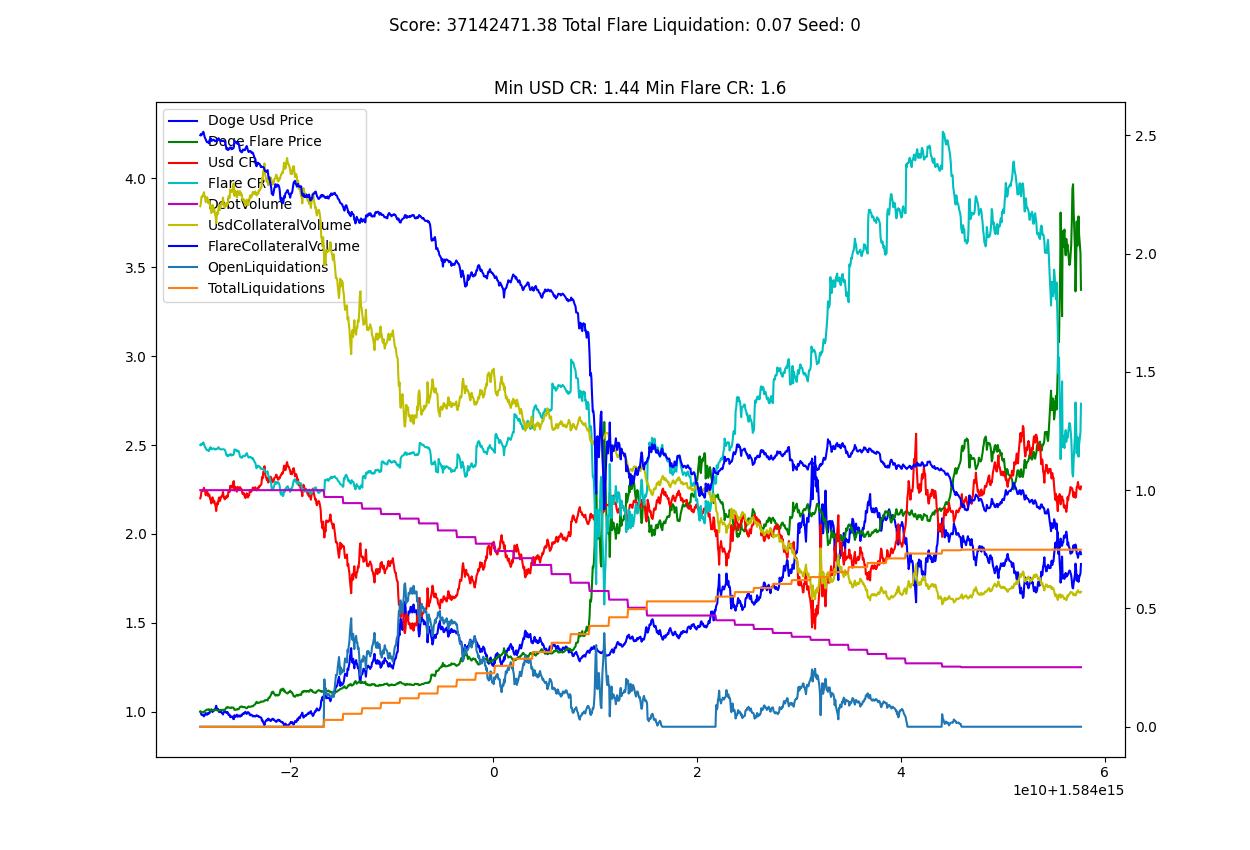 Score: 37142471.38 Total Flare Liquidation: 0.07 Seed: 0
Min USD CR: 1.44 Min Flare CR: 1.6
Doge Usd Price
Doge Flare Price
Usd CR
Flare CR
DebtVolume
UsdCollateralVolume
FlareCollateralVolume
OpenLiquidations
TotalLiquidations
4.0
3.5
3.0
2.5
2.0
1.5
1.0
2.5
2.0
1.5
1.0
0.5
0.0
−2
0
2
4
6
1e10+1.584e15